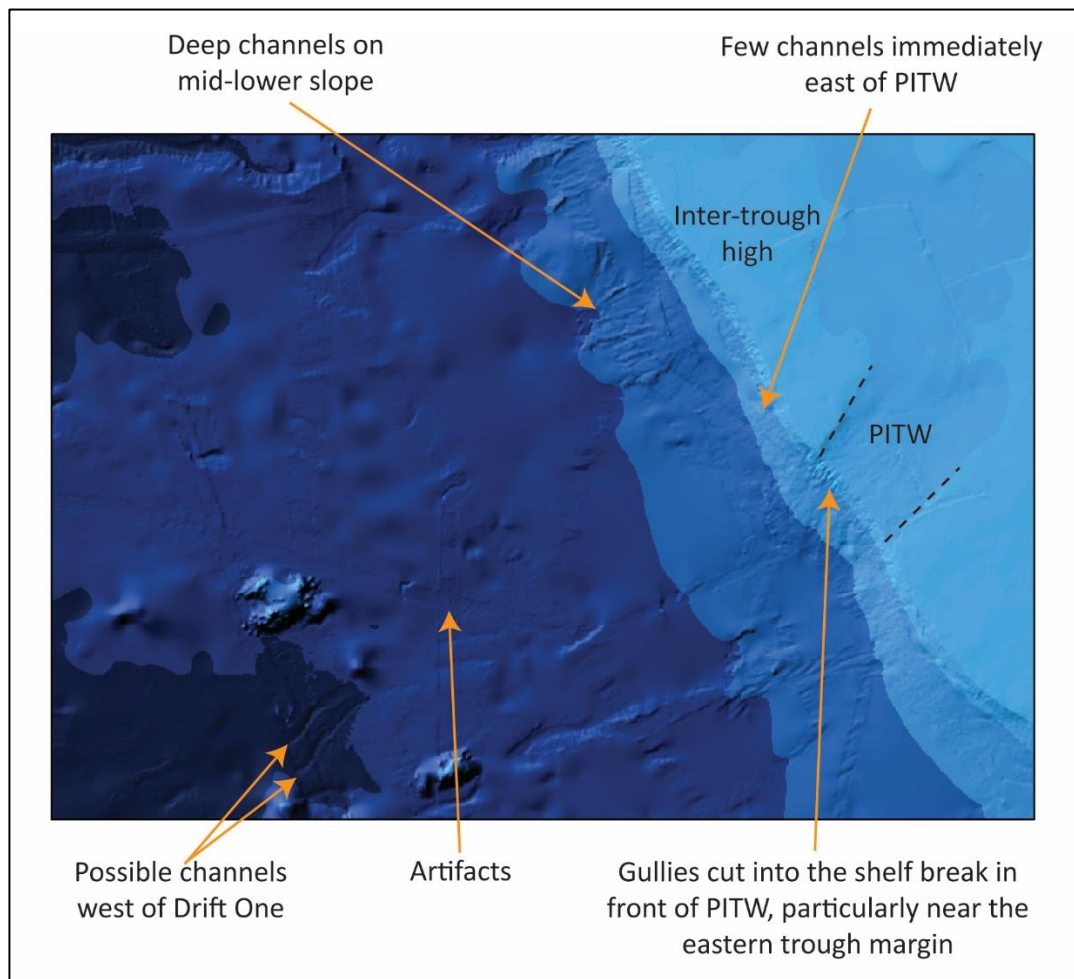 Deep channels on
mid-lower slope
Few channels immediately
east of PITW
Inter-trough
high
PITW
Possible channels
west of Drift One
Artifacts
Gullies cut into the shelf break in
front of PITW, particularly near the
eastern trough margin